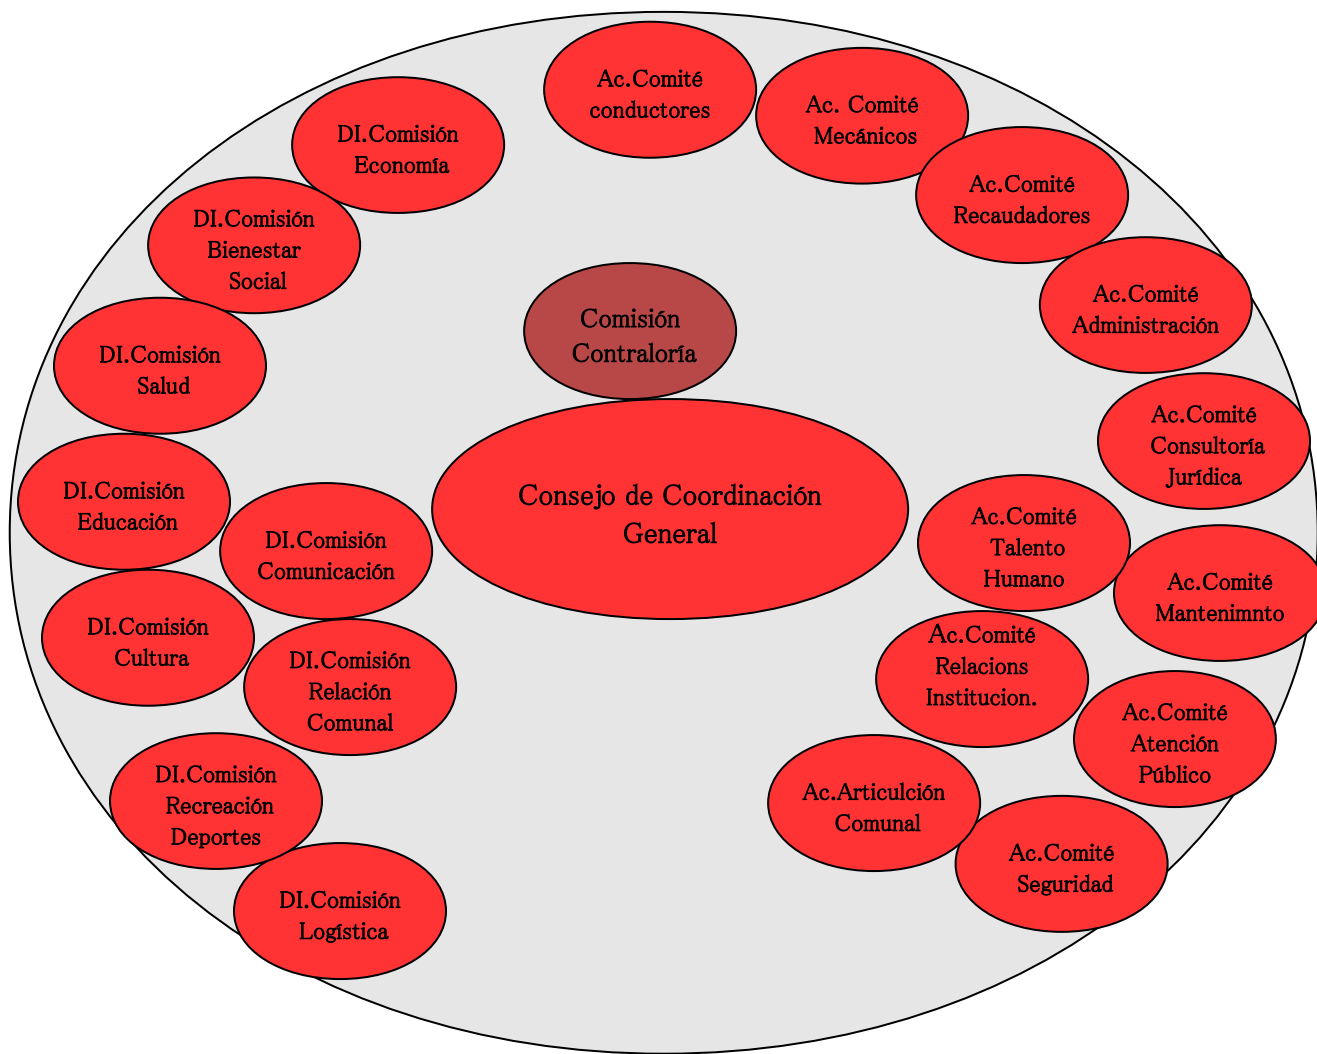 Ac.Comité
conductores
Ac. Comité
Mecánicos
DI.Comisión
Economía
Ac.Comité
Recaudadores
DI.Comisión
Bienestar
Social
Ac.Comité
Administración
Comisión
Contraloría
DI.Comisión
Salud
Ac.Comité
Consultoría
Jurídica
Consejo de Coordinación
General
DI.Comisión
Educación
DI.Comisión
Comunicación
Ac.Comité
Talento
Humano
Ac.Comité
Mantenimnto
DI.Comisión
Cultura
DI.Comisión
Relación
Comunal
Ac.Comité
Relacions
Institucion.
Ac.Comité
Atención
Público
DI.Comisión
Recreación
Deportes
Ac.Articulción
Comunal
Ac.Comité
Seguridad
DI.Comisión
Logística